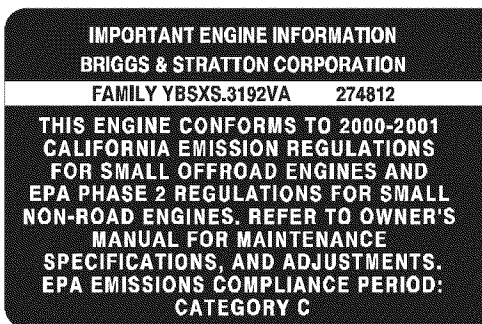 IMPORTANT ENGINE INFORMATION
BRIGGS & STRATTON CORPORATION
FAMILY YBSXS.3192VA 274812
THIS ENGINE CONFORMS TO 2000-2001
CALIFORNIA EMISSION REGULATIONS
FOR SMALL OFFROAD ENGINES AND
EPA PHASE 2 REGULATIONS FOR SMALL
NON-ROAD ENGINES. REFER TO OWNER'S
MANUAL FOR MAINTENANCE
SPECIFICATIONS, AND ADJUSTMENTS.
EPA EMISSIONS COMPLIANCE PERIOD:
CATEGORY C